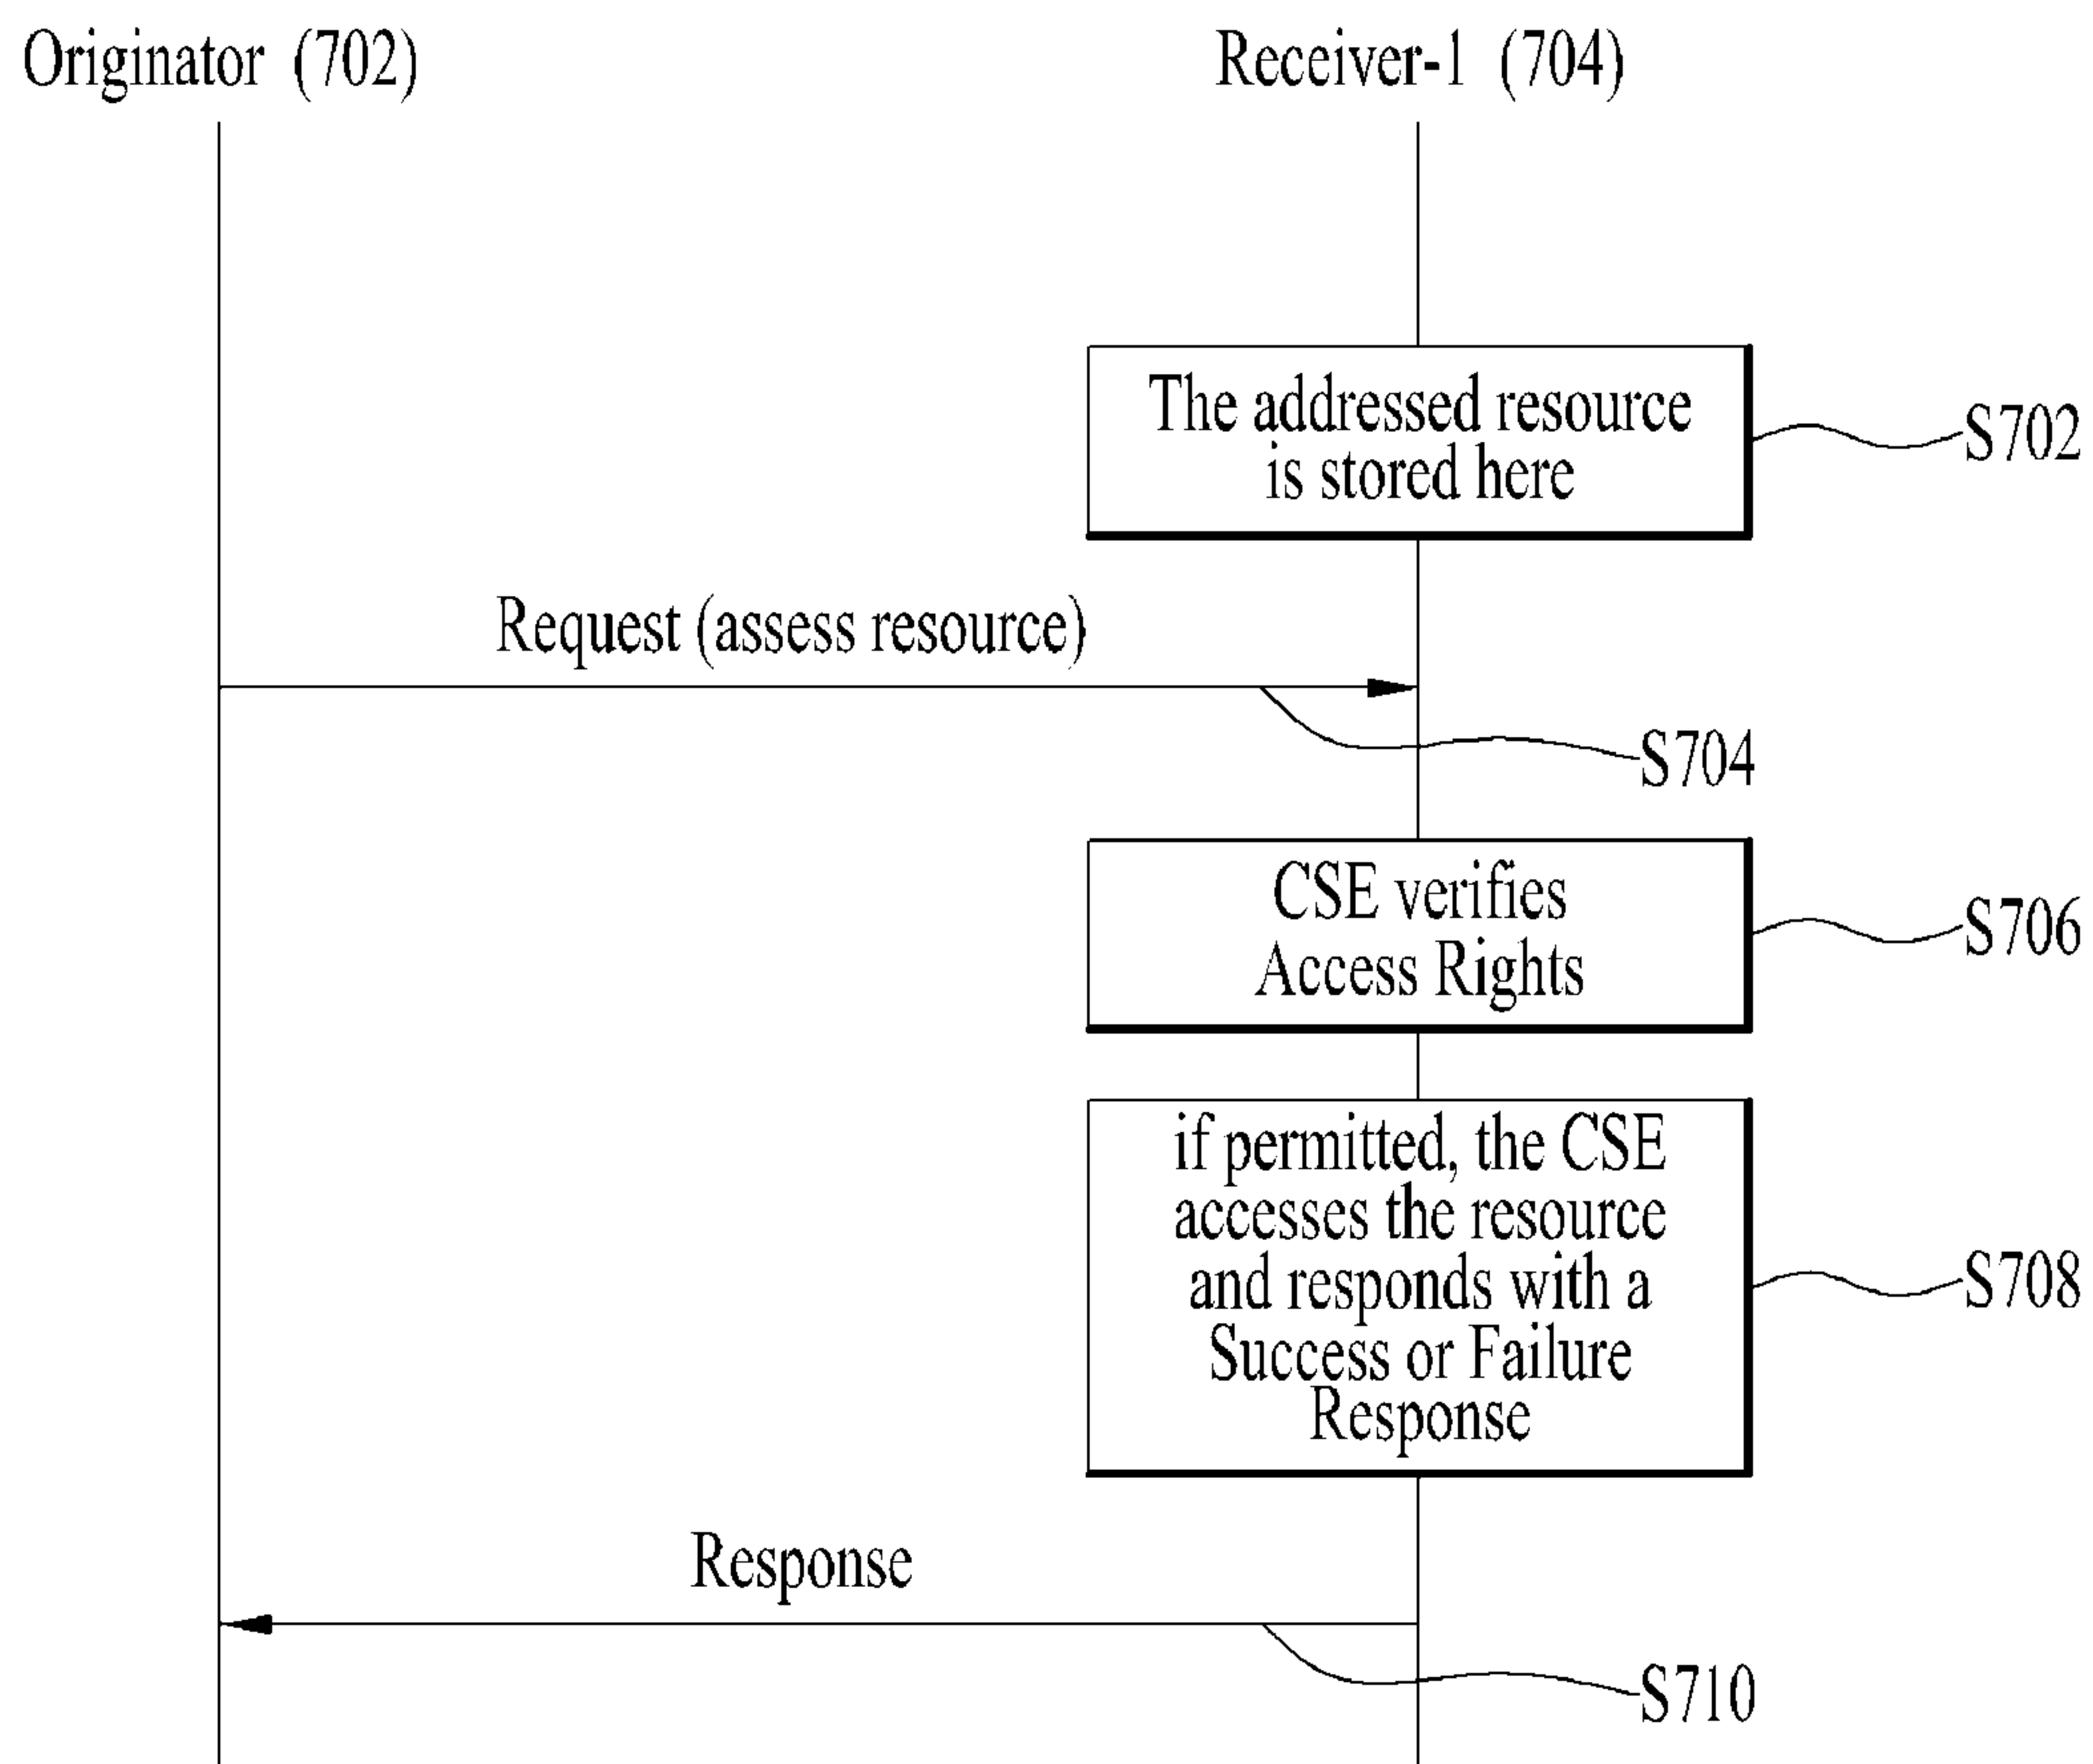 Originator (702)
Receiver-1 (704)
The addressed resource
is stored here
S702
Request (assess resource)
S704
CSE verifies
Access Rights
S706
if permitted, the CSE
accesses the resource
and responds with a
Success or Failure
Response
S708
Response
S710